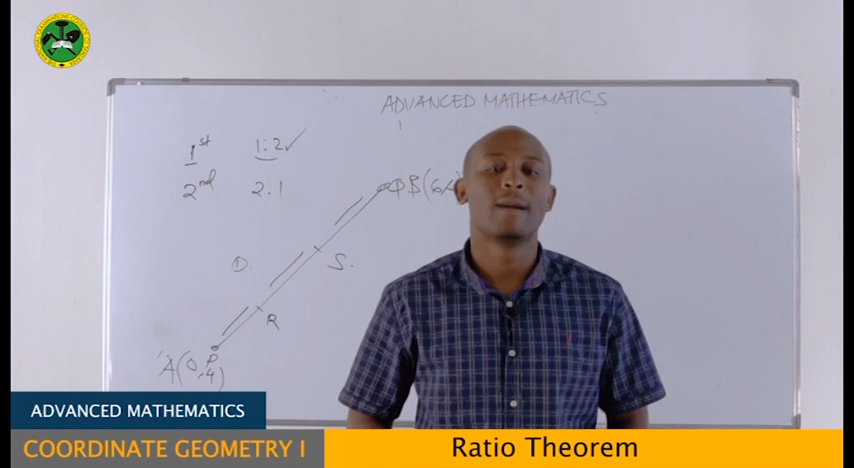 ADVANCED MATHEMATICS
1st 1:2 ✓
2nd 2:1
B(6,
D.
S.
R
P
A(0,4)
ADVANCED MATHEMATICS
COORDINATE GEOMETRY I
Ratio Theorem